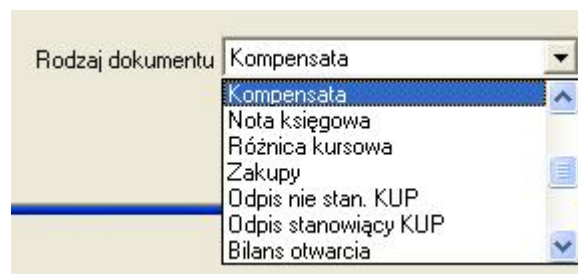 Rodzaj dokumentu Kompensata
Kompensata
Nota księgowa
Różnica kursowa
Zakupy
Odpis nie stan. KUP
Odpis stanowiący KUP
Bilans otwarcia